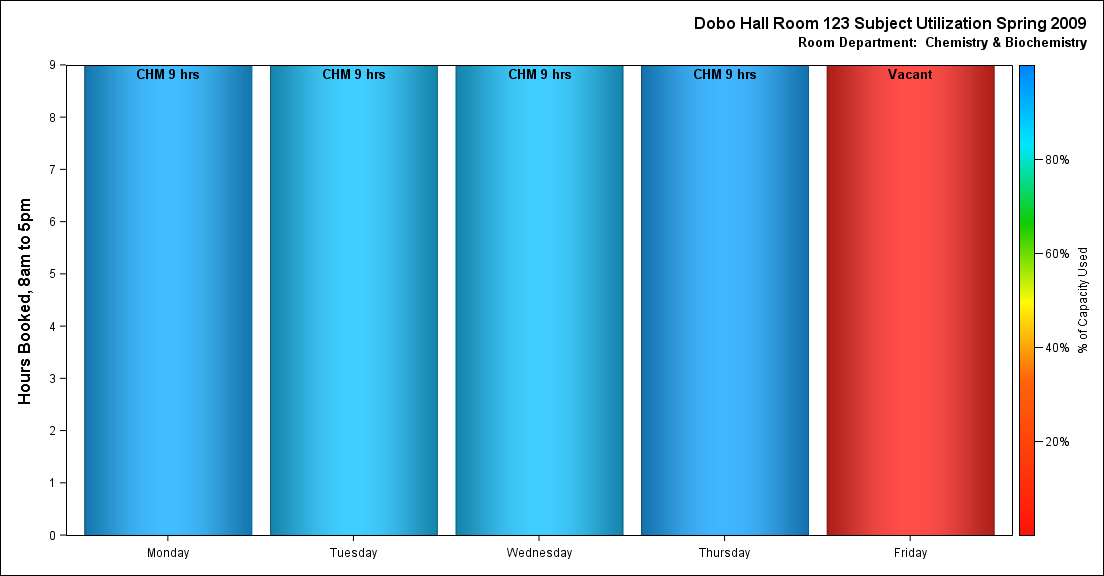 Dobo Hall Room 123 Subject Utilization Spring 2009
Room Department:  Chemistry & Biochemistry
CHM 9 hrs
CHM 9 hrs
CHM 9 hrs
CHM 9 hrs
Vacant
Hours Booked, 8am to 5pm
9
8
7
6
5
4
3
2
1
0
Monday
Tuesday
Wednesday
Thursday
Friday
80%
60%
40%
20%
% of Capacity Used